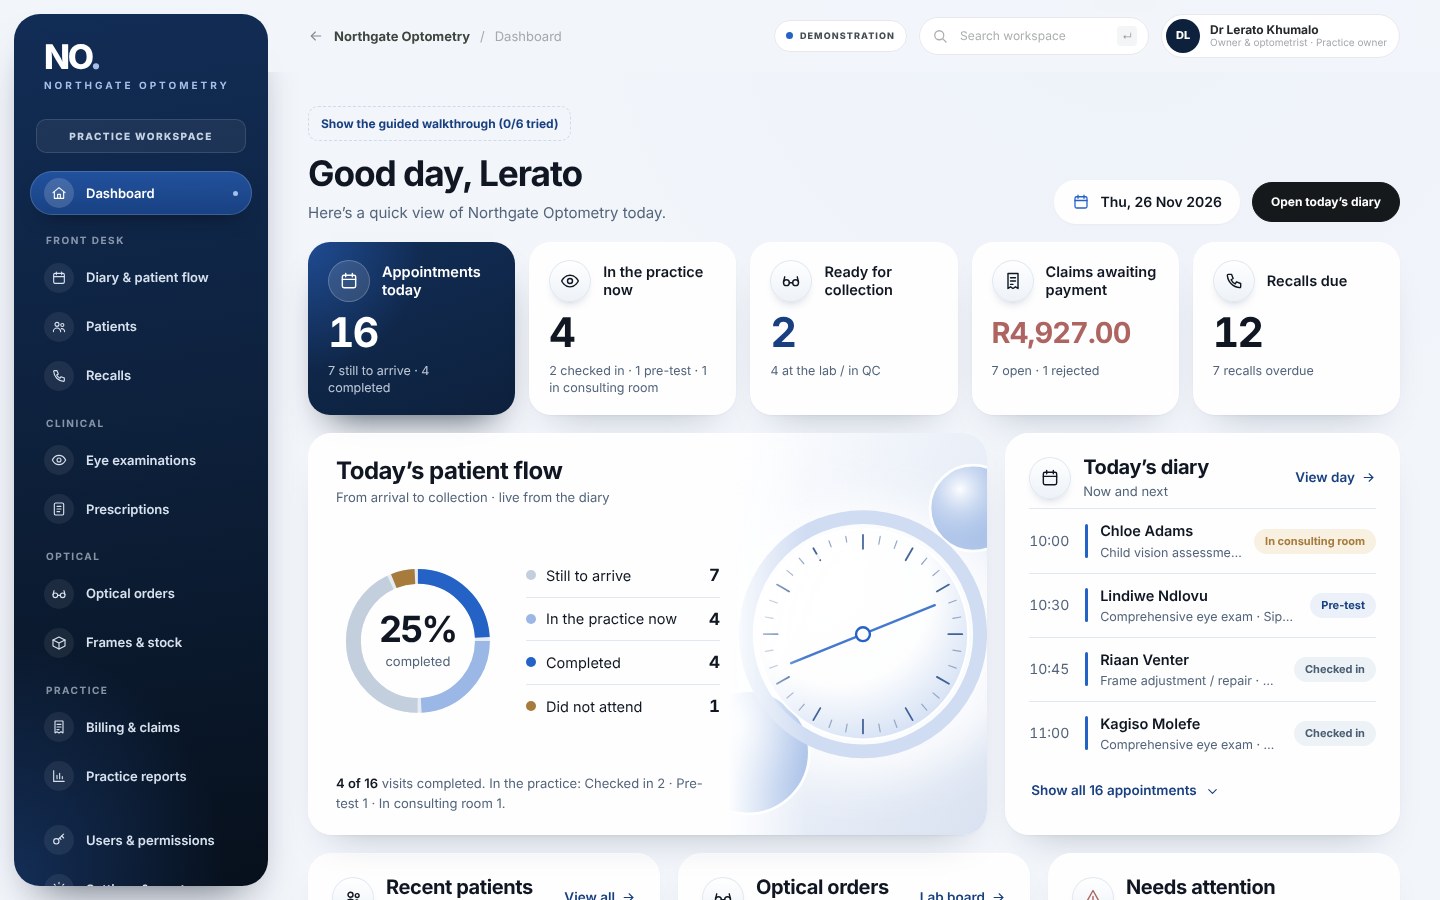 NO.
NORTHGATE OPTOMETRY
PRACTICE WORKSPACE
Dashboard
FRONT DESK
Diary & patient flow
Patients
Recalls
CLINICAL
Eye examinations
Prescriptions
OPTICAL
Optical orders
Frames & stock
PRACTICE
Billing & claims
Practice reports
Users & permissions
Northgate Optometry / Dashboard
DEMONSTRATION
Search workspace
DL
Dr Lerato Khumalo
Owner & optometrist · Practice owner
Show the guided walkthrough (0/6 tried)
Good day, Lerato
Here's a quick view of Northgate Optometry today.
Thu, 26 Nov 2026
Open today's diary
Appointments
today
16
7 still to arrive · 4
completed
In the practice
now
4
2 checked in · 1 pre-test · 1
in consulting room
Ready for
collection
2
4 at the lab / in QC
Claims awaiting
payment
R4,927.00
7 open · 1 rejected
Recalls due
12
7 recalls overdue
Today's patient flow
From arrival to collection · live from the diary
25%
completed
Still to arrive 7
In the practice now 4
Completed 4
Did not attend 1
4 of 16 visits completed. In the practice: Checked in 2 · Pre-
test 1 · In consulting room 1.
Today's diary
Now and next
View day →
10:00
Chloe Adams
Child vision assessme...
In consulting room
10:30
Lindiwe Ndlovu
Comprehensive eye exam · Sip...
Pre-test
10:45
Riaan Venter
Frame adjustment / repair · ...
Checked in
11:00
Kagiso Molefe
Comprehensive eye exam · ...
Checked in
Show all 16 appointments
Recent patients
View all →
Optical orders
Lab board →
Needs attention